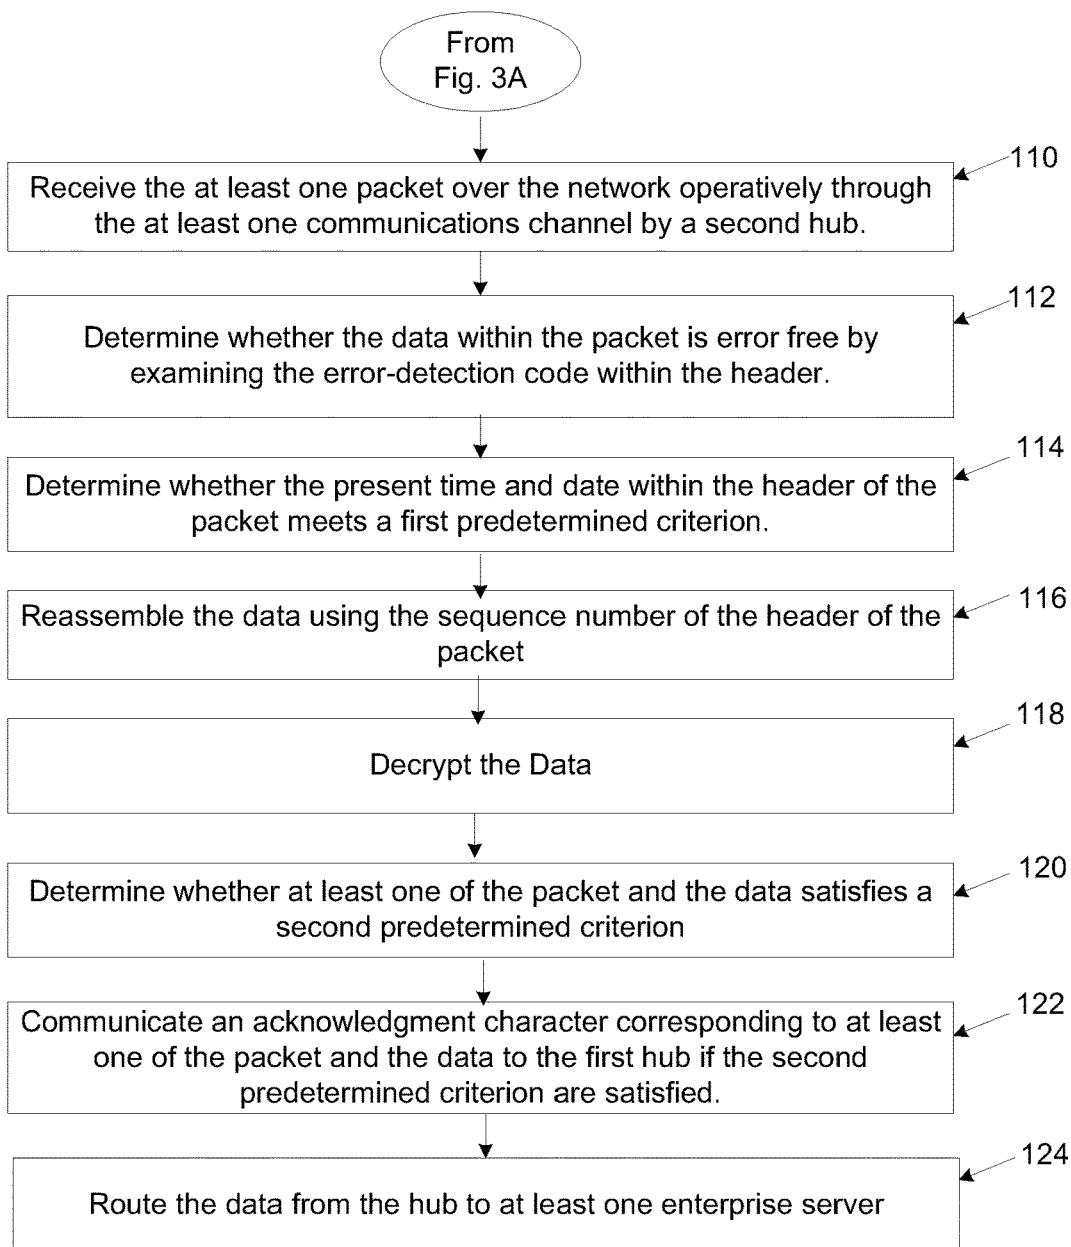 From
Fig. 3A
110
Receive the at least one packet over the network operatively through
the at least one communications channel by a second hub.
112
Determine whether the data within the packet is error free by
examining the error-detection code within the header.
114
Determine whether the present time and date within the header of the
packet meets a first predetermined criterion.
116
Reassemble the data using the sequence number of the header of the
packet
118
Decrypt the Data
120
Determine whether at least one of the packet and the data satisfies a
second predetermined criterion
122
Communicate an acknowledgment character corresponding to at least
one of the packet and the data to the first hub if the second
predetermined criterion are satisfied.
124
Route the data from the hub to at least one enterprise server